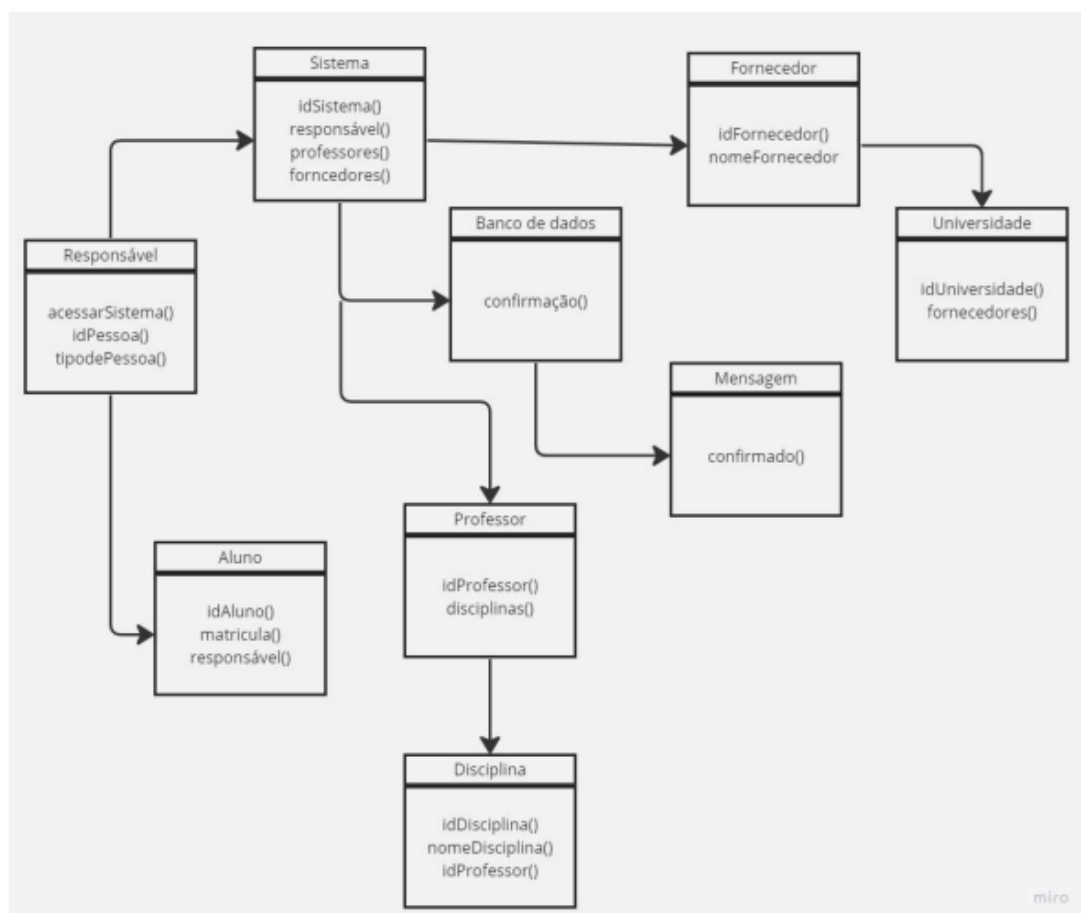 Sistema
idSistema()
responsável()
professores()
forncedores()
Fornecedor
idFornecedor()
nomeFornecedor
Banco de dados
confirmação()
Universidade
idUniversidade()
fornecedores()
Responsável
acessarSistema()
idPessoa()
tipodePessoa()
Mensagem
confirmado()
Professor
idProfessor()
disciplinas()
Aluno
idAluno()
matricula()
responsável()
Disciplina
idDisciplina()
nomeDisciplina()
idProfessor()
miro